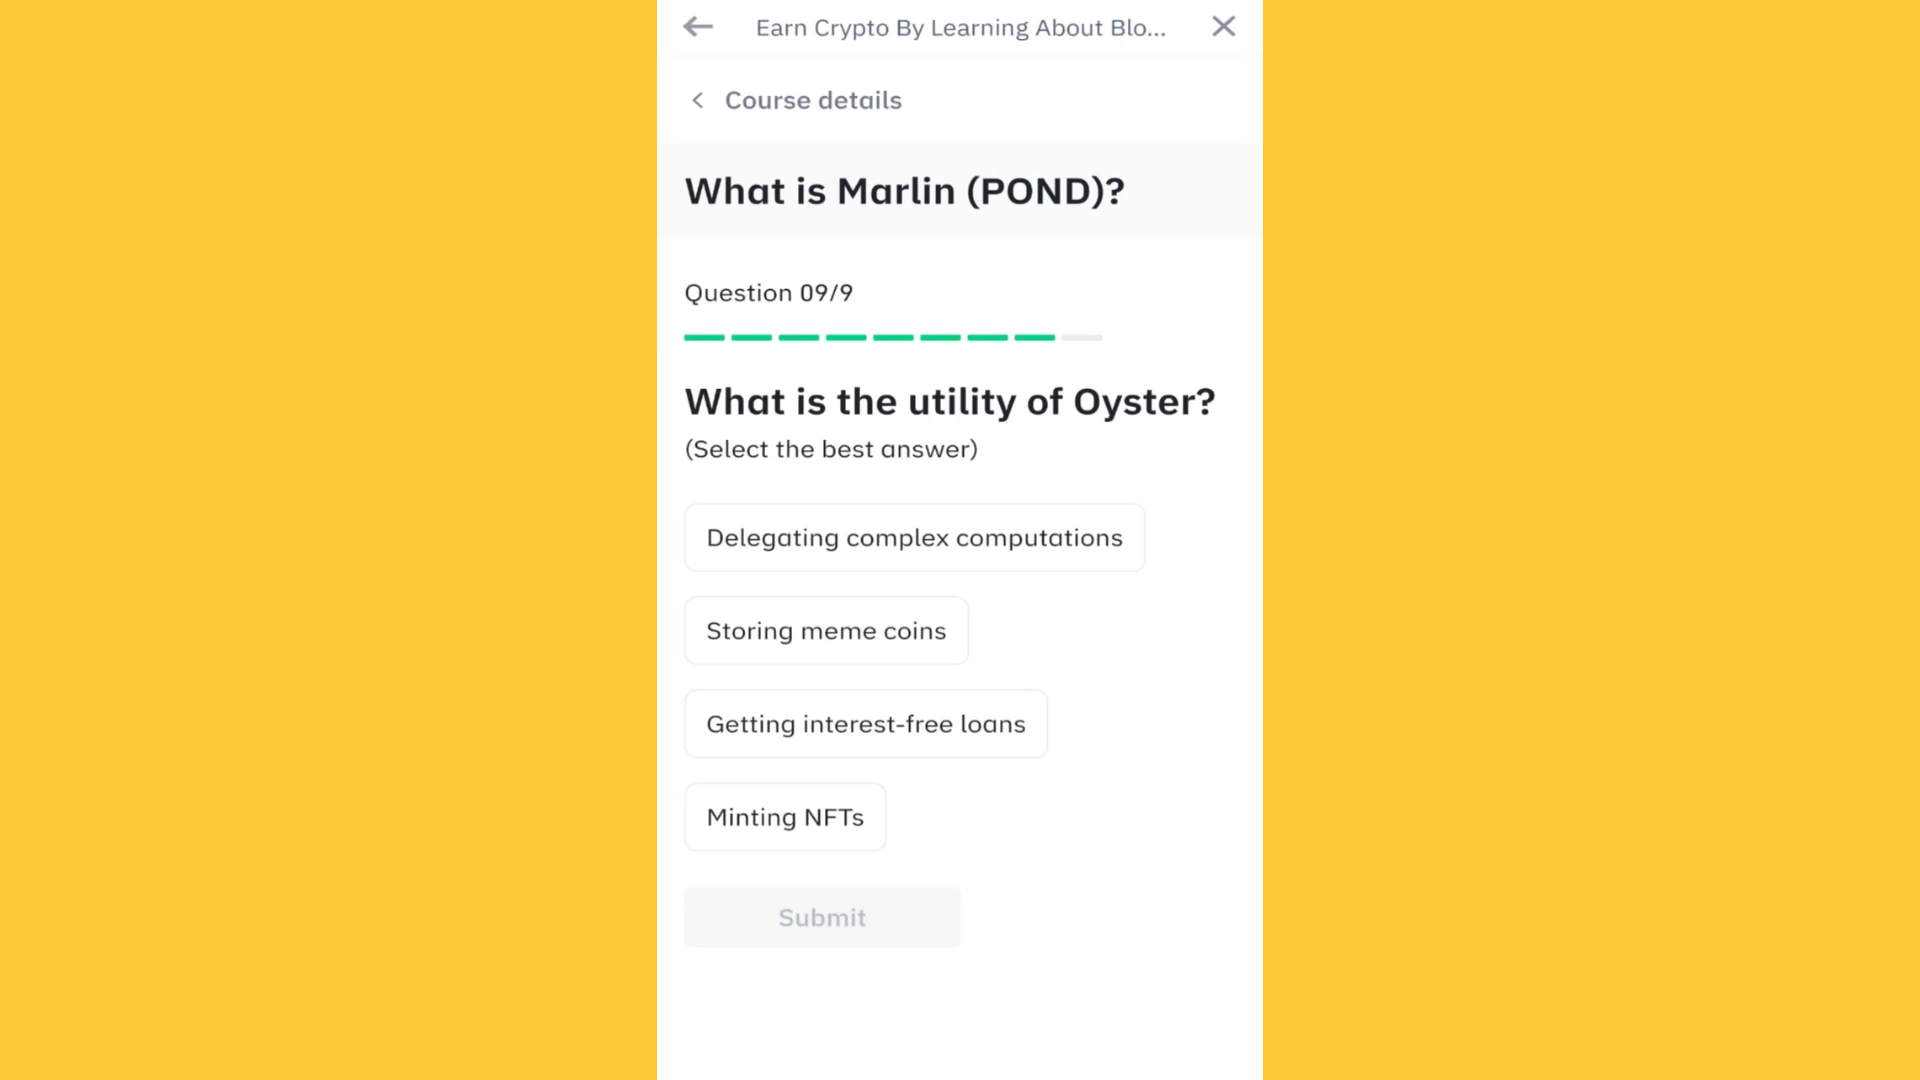 Earn Crypto By Learning About Blo...
Course details
What is Marlin (POND)?
Question 09/9
What is the utility of Oyster?
(Select the best answer)
Delegating complex computations
Storing meme coins
Getting interest-free loans
Minting NFTs
Submit